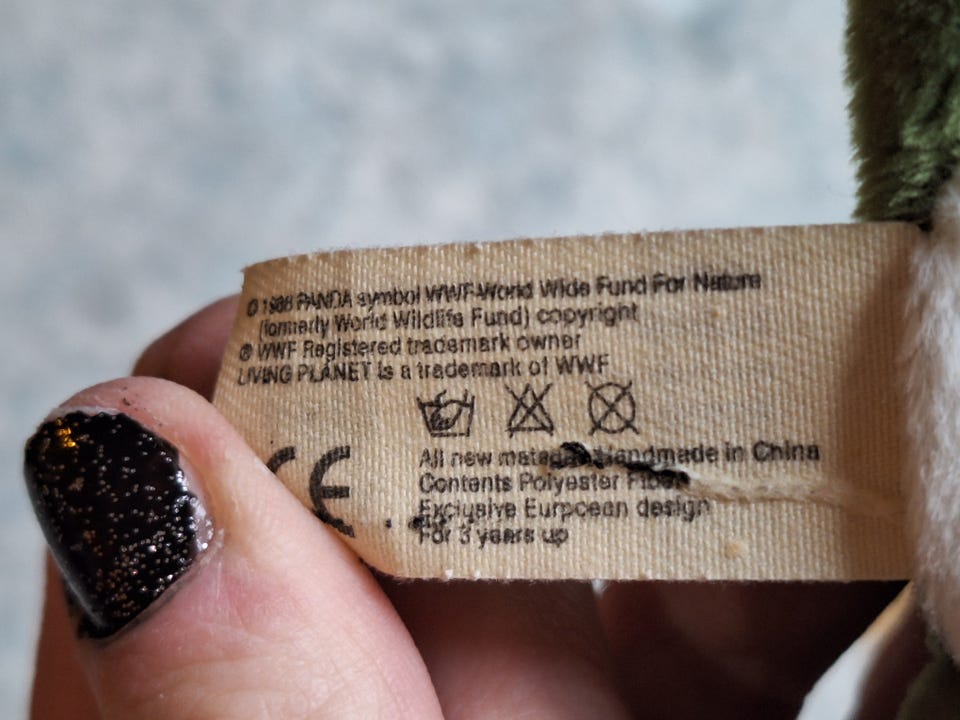 © 1986 PANDA symbol WWF-World Wide Fund For Nature
(formerly World Wildlife Fund) copyright
® WWF Registered trademark owner
LIVING PLANET is a trademark of WWF
CE
All new handmade in China
Contents Polyester Fiber
Exclusive European design
For 3 years up